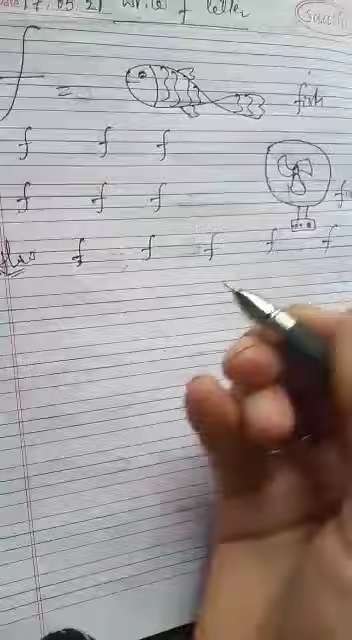 17.05.21 write f letter
f = fish
f f f
f f f
f f f f f